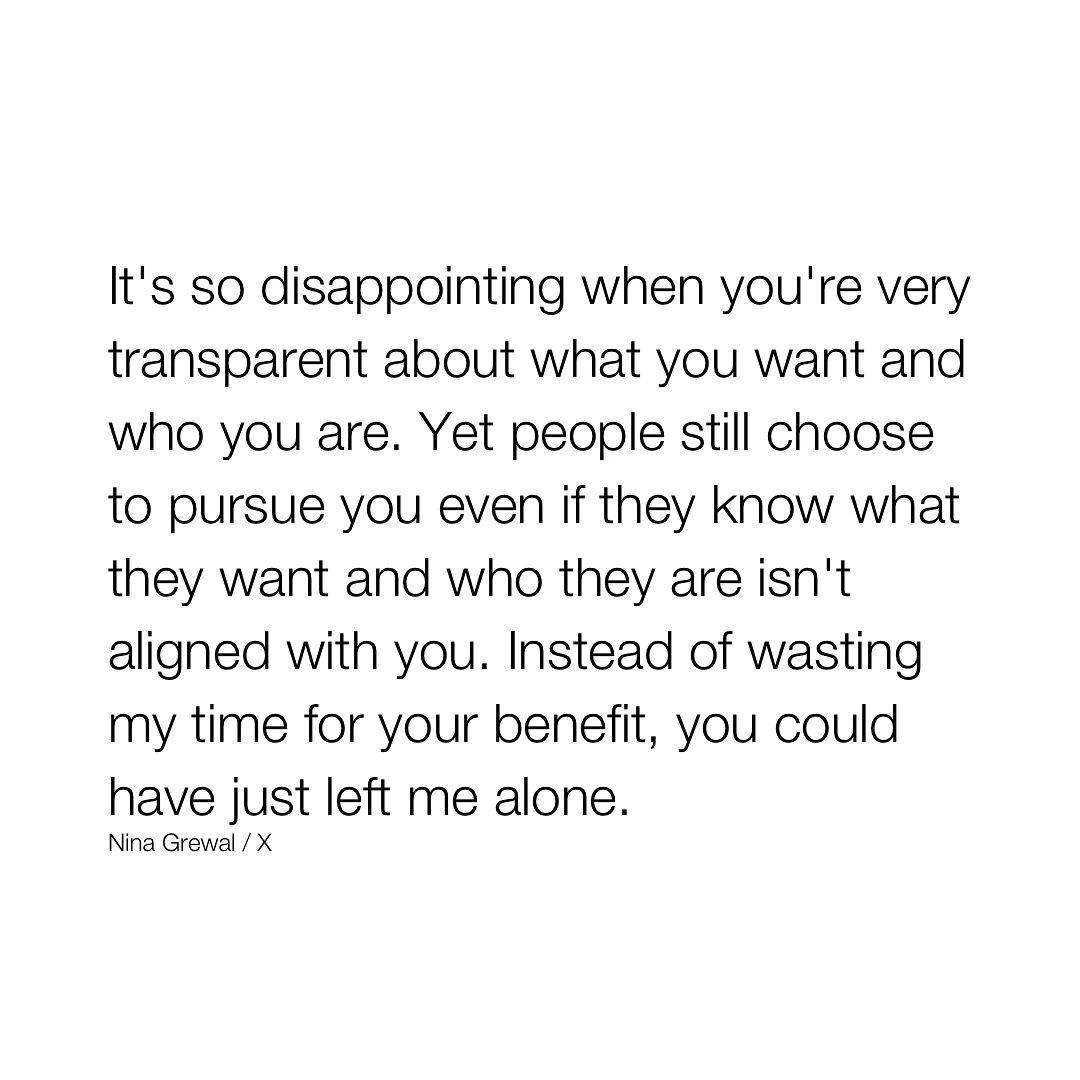 It's so disappointing when you're very
transparent about what you want and
who you are. Yet people still choose
to pursue you even if they know what
they want and who they are isn't
aligned with you. Instead of wasting
my time for your benefit, you could
have just left me alone.
Nina Grewal / X